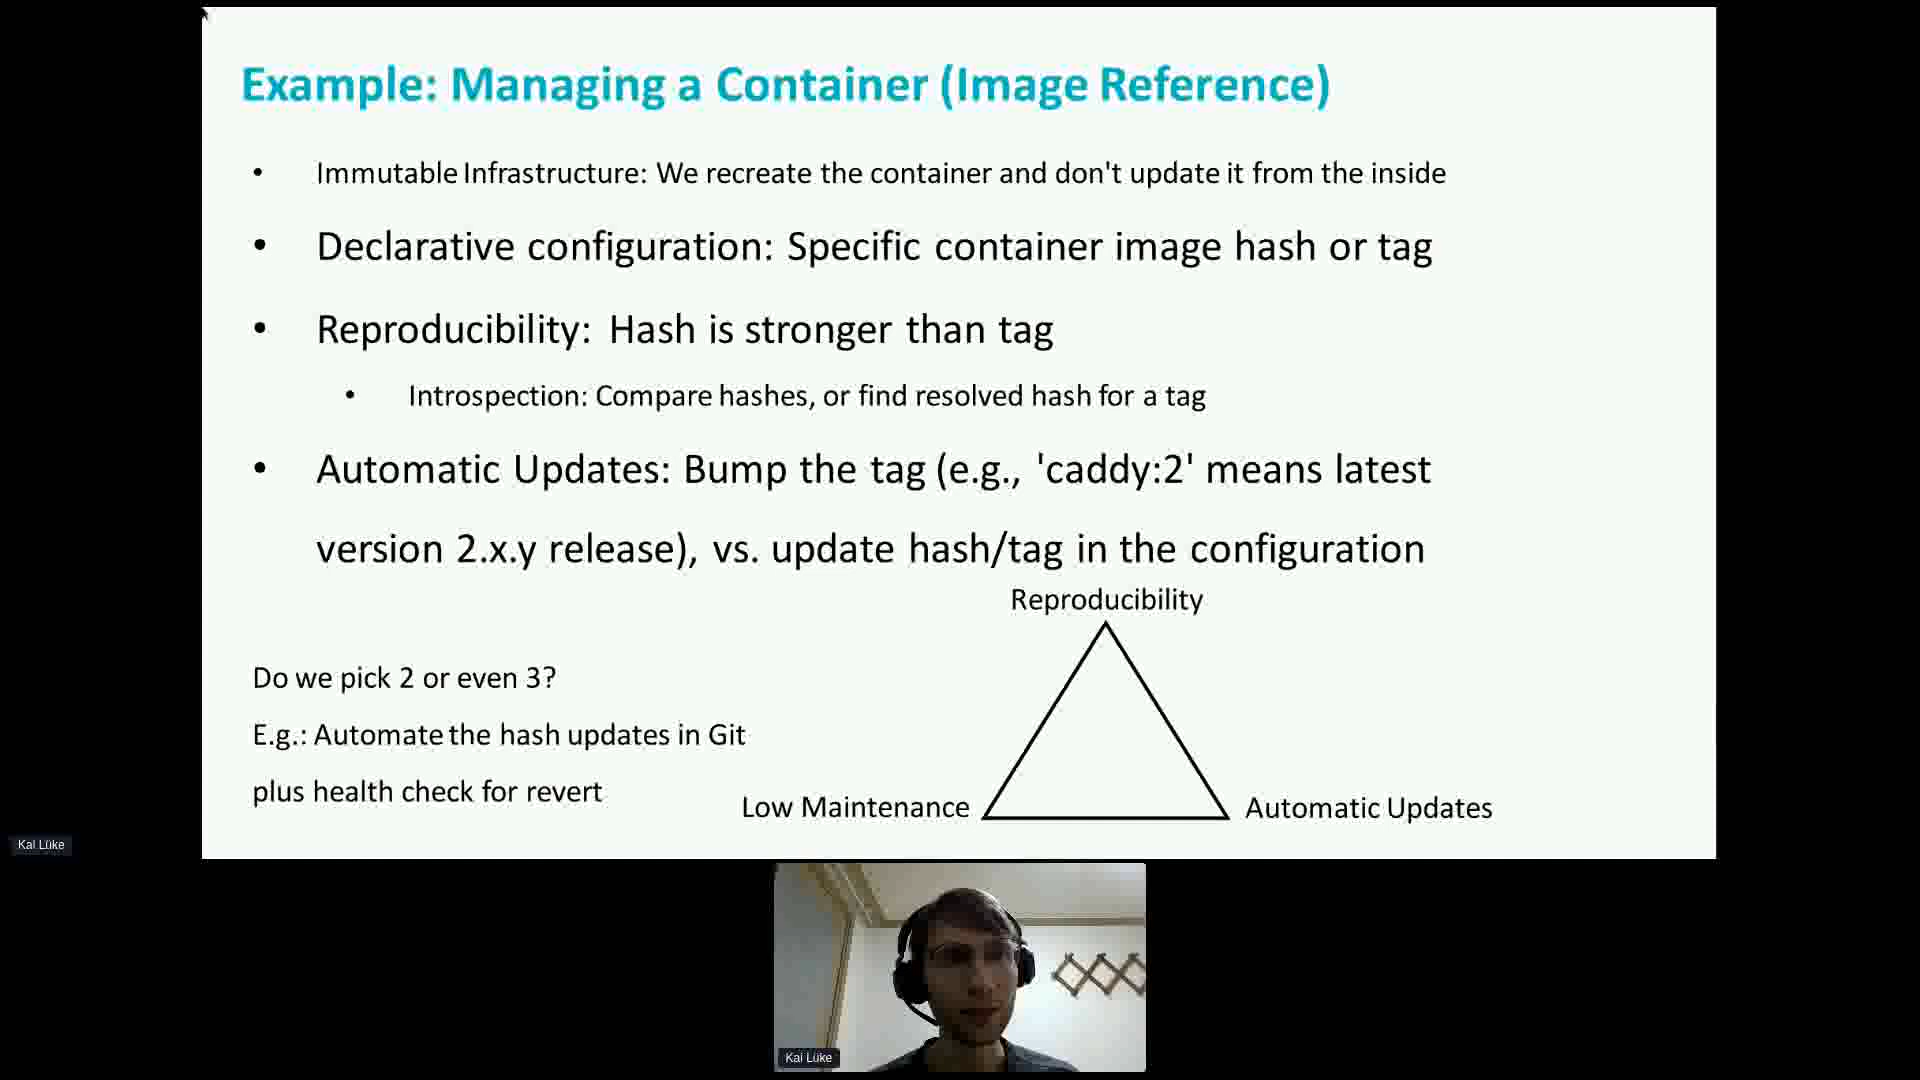 Example: Managing a Container (Image Reference)
• Immutable Infrastructure: We recreate the container and don't update it from the inside
• Declarative configuration: Specific container image hash or tag
• Reproducibility: Hash is stronger than tag
• Introspection: Compare hashes, or find resolved hash for a tag
• Automatic Updates: Bump the tag (e.g., 'caddy:2' means latest
version 2.x.y release), vs. update hash/tag in the configuration
Reproducibility
Do we pick 2 or even 3?
E.g.: Automate the hash updates in Git
plus health check for revert
Low Maintenance
Automatic Updates
Kai Lüke
Kai Lüke